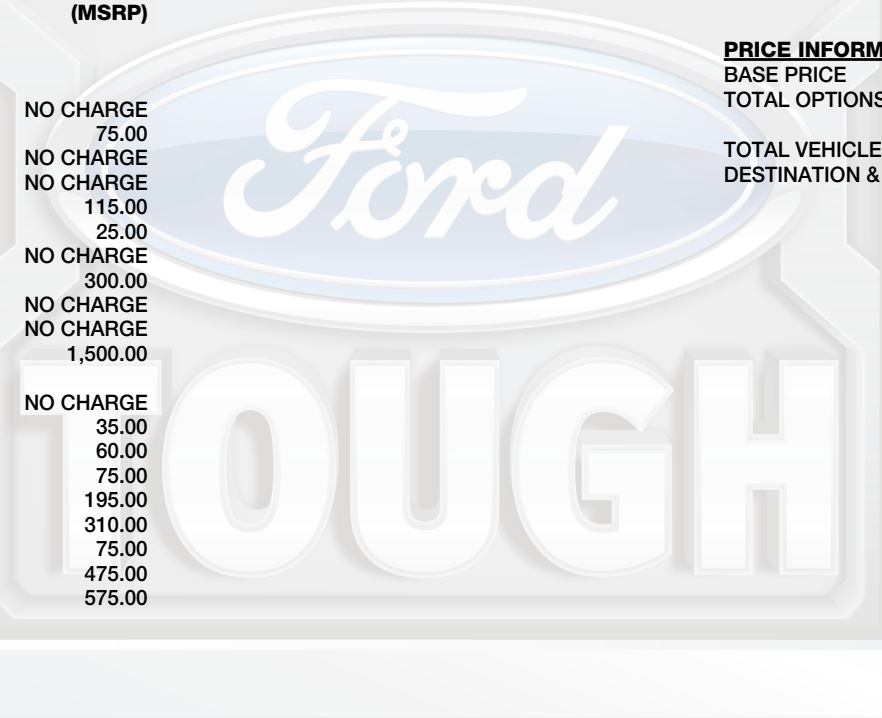 (MSRP)
NO CHARGE
75.00
NO CHARGE
NO CHARGE
115.00
25.00
NO CHARGE
300.00
NO CHARGE
NO CHARGE
1,500.00
NO CHARGE
35.00
60.00
75.00
195.00
310.00
75.00
475.00
575.00
PRICE INFORM
BASE PRICE
TOTAL OPTIONS
TOTAL VEHICLE
DESTINATION &
Ford
TOUGH